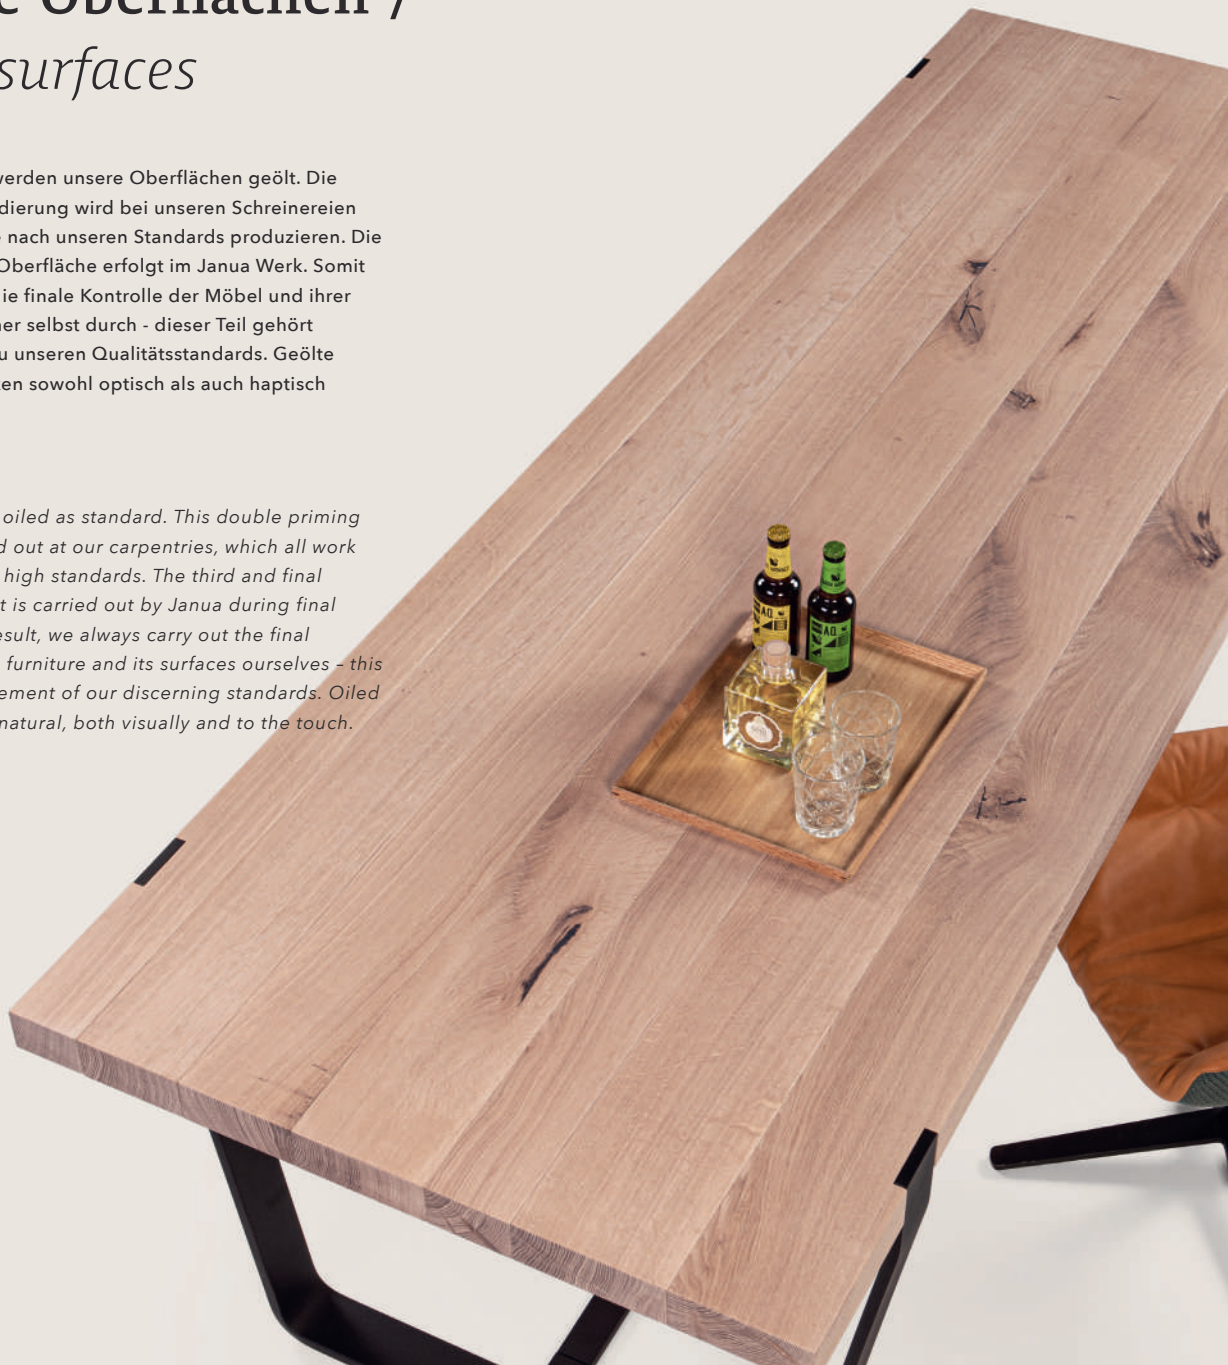 Oberflächen /
surfaces
werden unsere Oberflächen geölt. Die
dierung wird bei unseren Schreinereien
nach unseren Standards produzieren. Die
Oberfläche erfolgt im Janua Werk. Somit
ie finale Kontrolle der Möbel und ihrer
er selbst durch - dieser Teil gehört
u unseren Qualitätsstandards. Geölte
en sowohl optisch als auch haptisch
oiled as standard. This double priming
d out at our carpentries, which all work
high standards. The third and final
t is carried out by Janua during final
esult, we always carry out the final
furniture and its surfaces ourselves – this
ement of our discerning standards. Oiled
natural, both visually and to the touch.
AQ